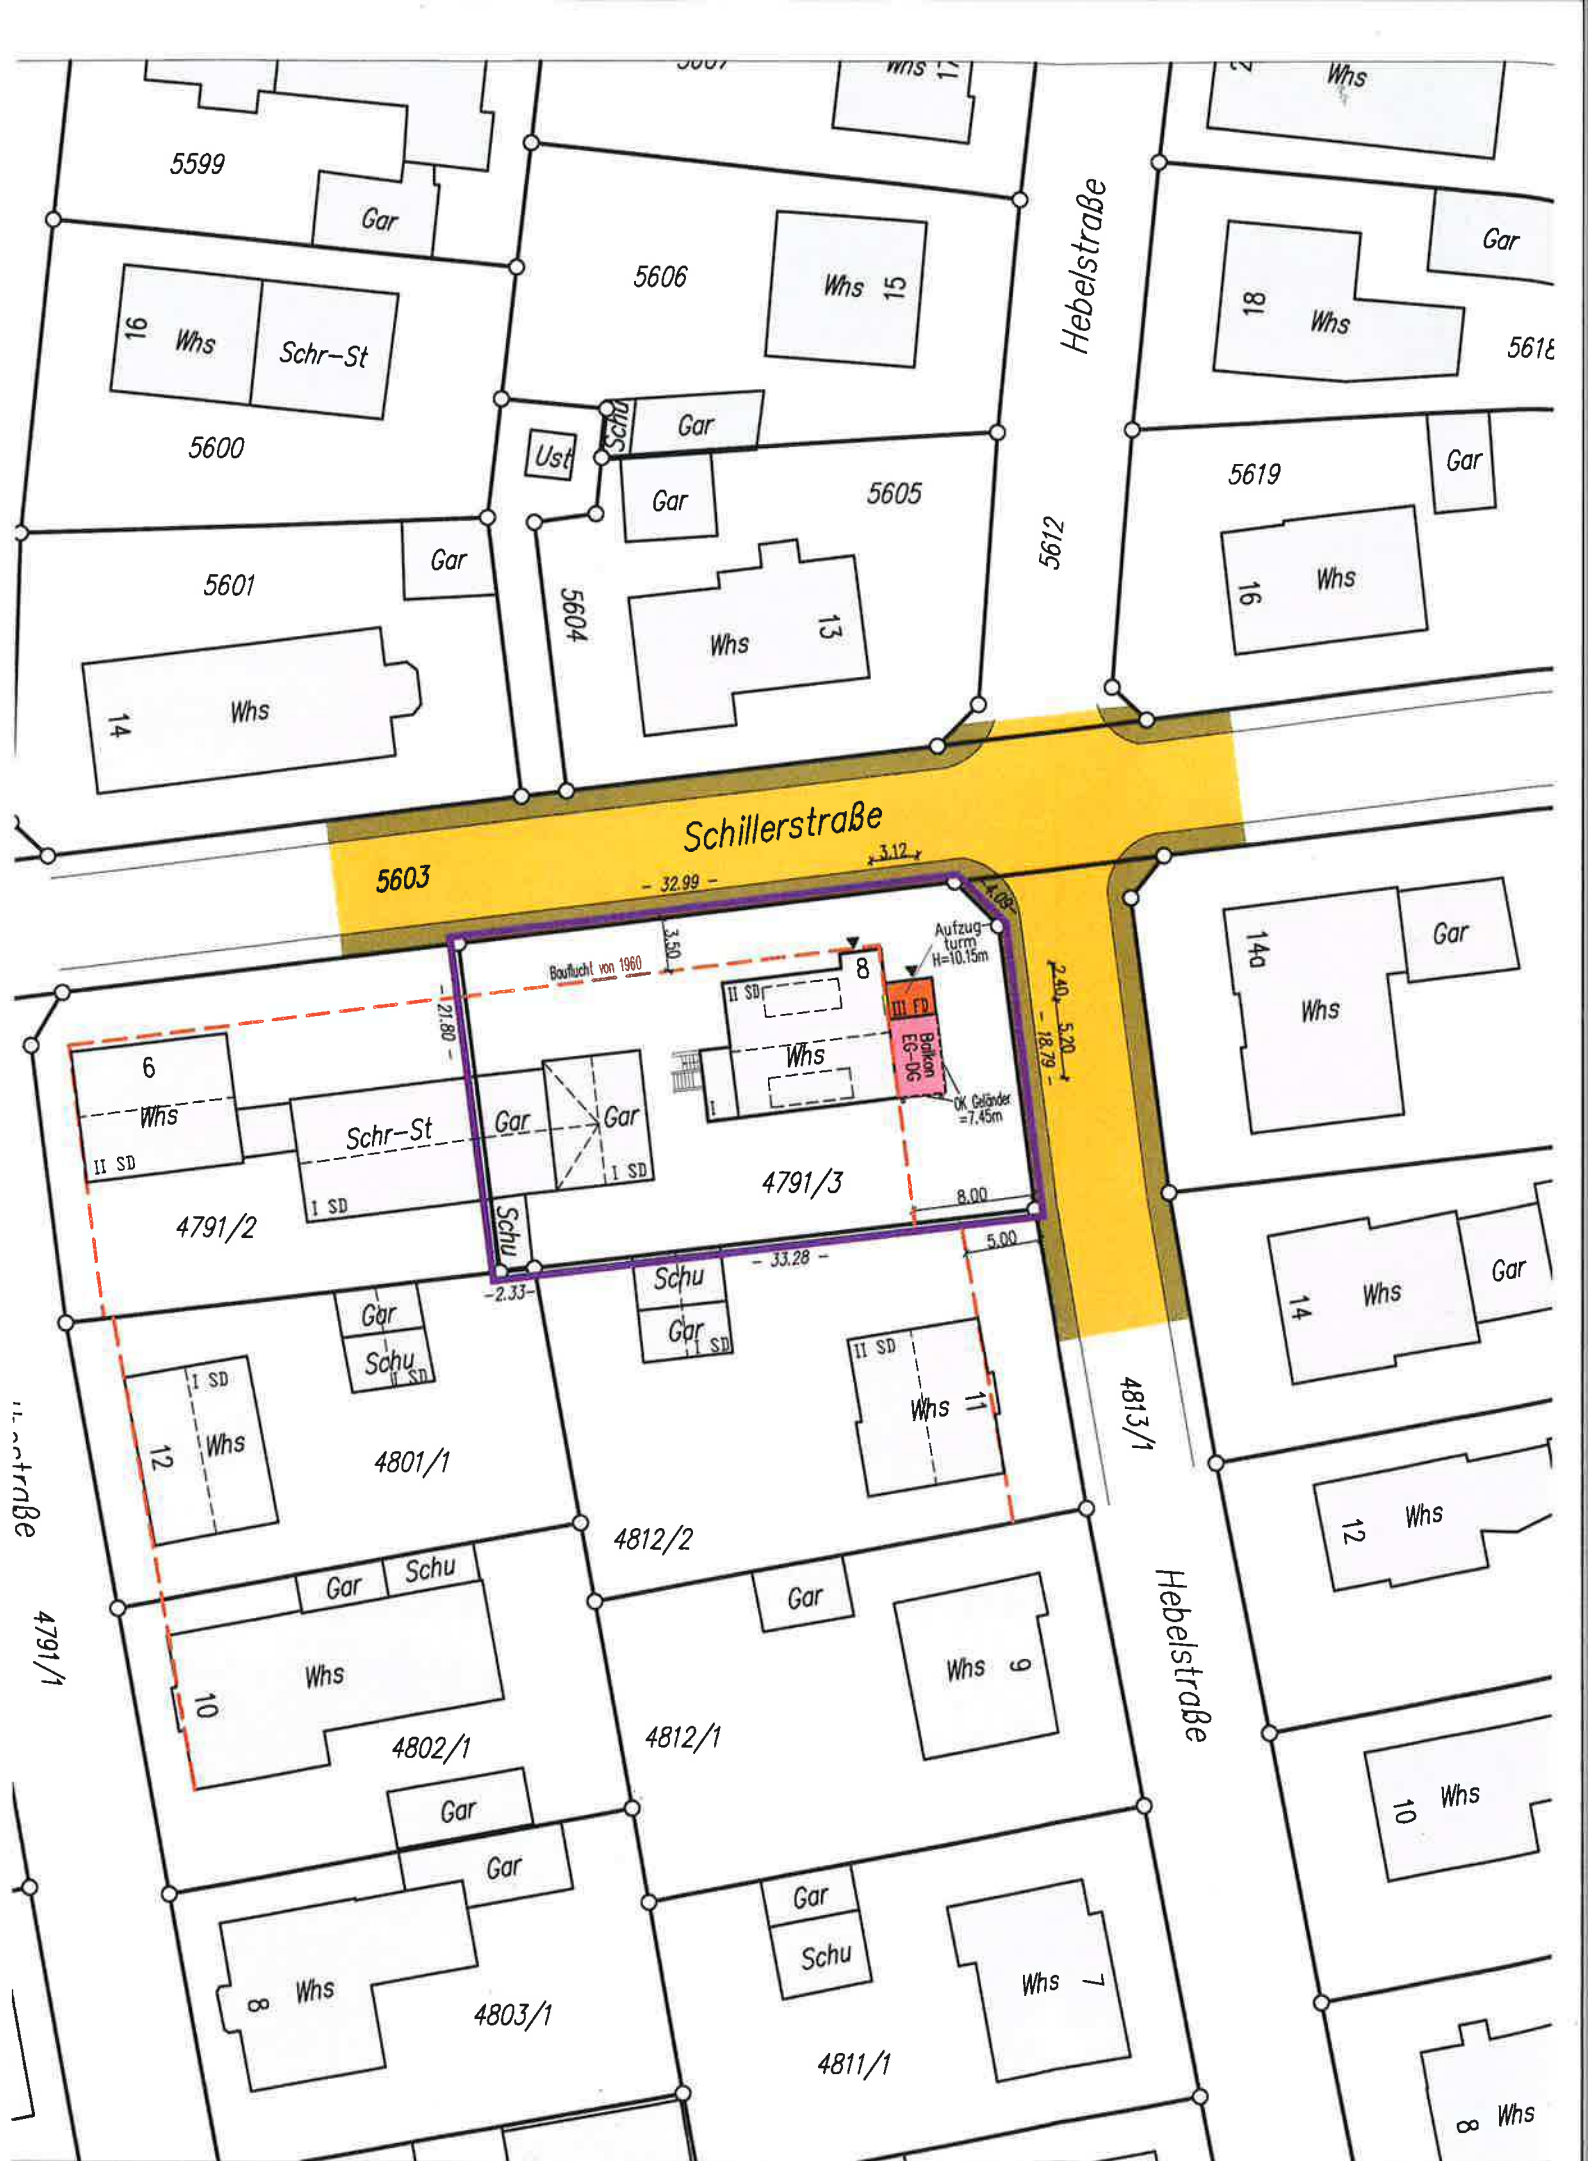 Whs 17
Whs
5599
Gar
5606
Whs 15
Hebelstraße
Gar
18
Whs
5618
16 Whs
Schr-St
5600
Ust
Schu
Gar
Gar
5605
5619
Gar
5612
5601
Gar
5604
Whs 13
16 Whs
14
Whs
Schillerstraße
5603
- 32.99 -
3.12
4.09-
3.50
Baufluch! von 1960
Aufzug-
turm
H=10.15m
8
II SD
III FD
Balkon
EG-DG
Whs
I
OK Geländer
=7.45m
2.40
5.20
- 18.79 -
- 21.80 -
14a
Whs
Gar
6
Whs
II SD
Schr-St
I SD
Gar
Gar
I SD
4791/3
8.00
5.00
4791/2
Schu
-2.33-
- 33.28 -
Schu
Gar
I SD
Gar
Schu
I SD
14
Whs
Gar
I SD
12
Whs
4801/1
II SD
Whs 11
4813/1
4812/2
12
Whs
straße
4791/1
Gar
Schu
Whs
10
4802/1
Gar
Whs 9
4812/1
Hebelstraße
10
Whs
Gar
Gar
8
Whs
4803/1
Gar
Schu
Whs 7
4811/1
8
Whs